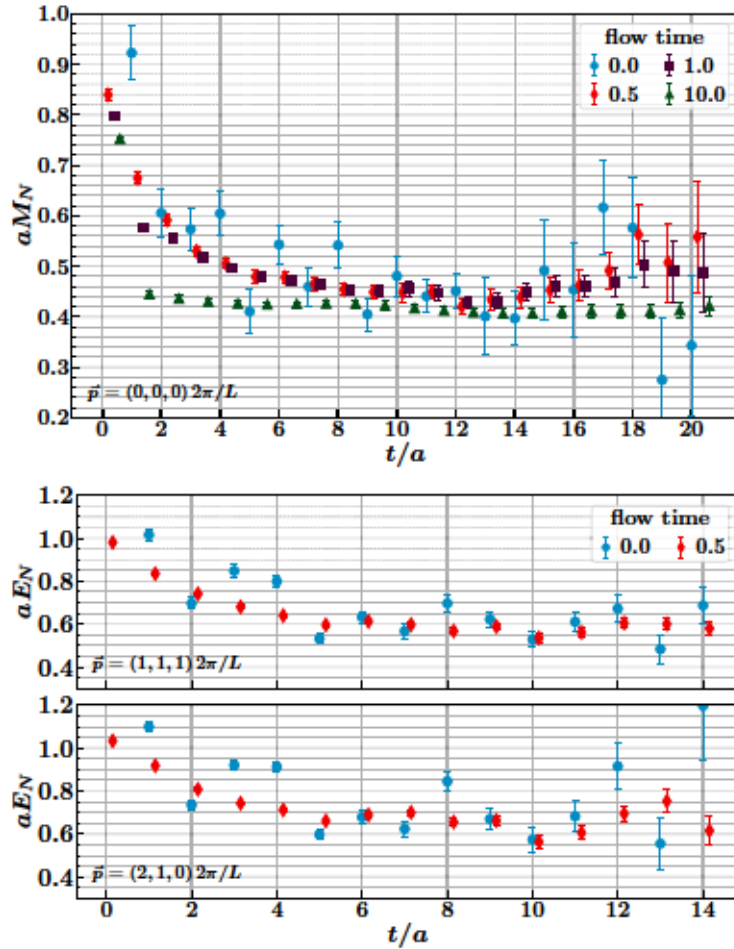 1.0
0.9
0.8
0.7
0.6
0.5
0.4
0.3
0.2
aM_N
flow time
0.0 1.0
0.5 10.0
p⃗ = (0, 0, 0) 2π/L
0 2 4 6 8 10 12 14 16 18 20
t/a
1.2
1.0
0.8
0.6
0.4
aE_N
flow time
0.0 0.5
p⃗ = (1, 1, 1) 2π/L
1.2
1.0
0.8
0.6
0.4
aE_N
p⃗ = (2, 1, 0) 2π/L
0 2 4 6 8 10 12 14
t/a